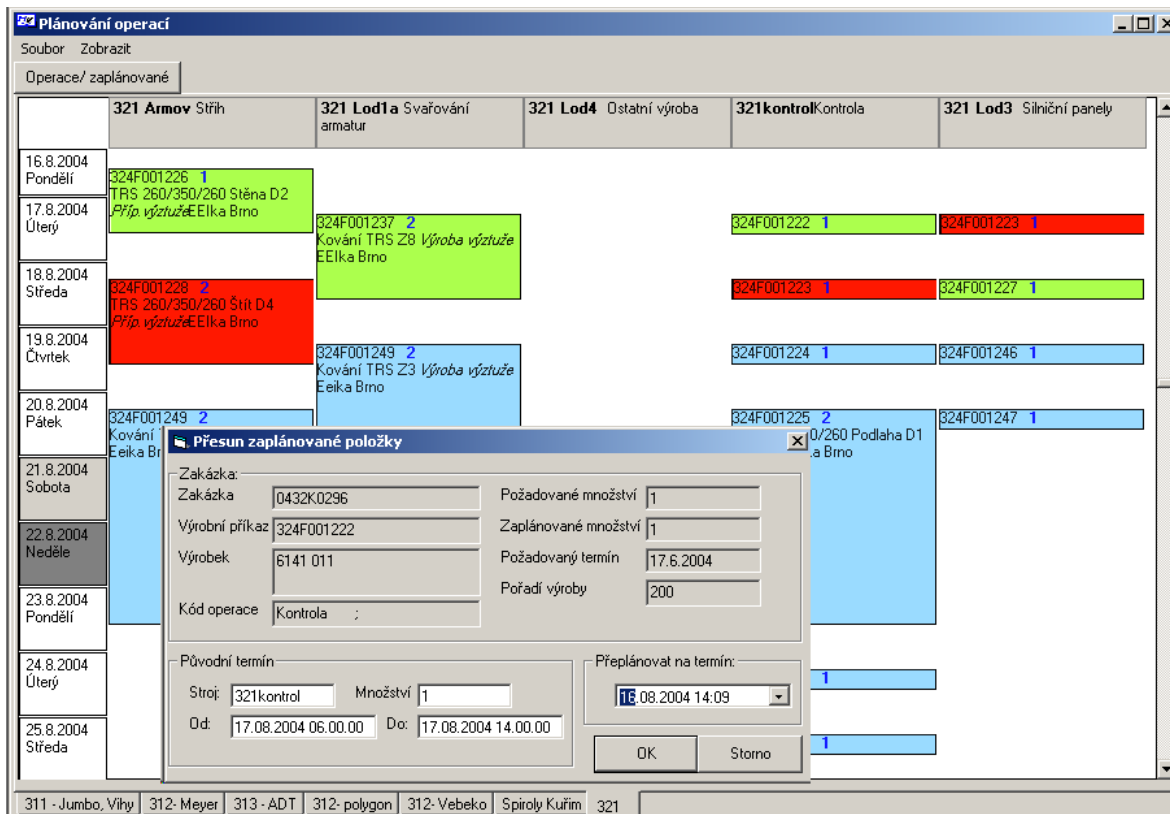 Plánování operací
Soubor Zobrazit
Operace/ zaplánované
321 Armov Střih
321 Lod1a Svařování
armatur
321 Lod4 Ostatní výroba
321kontrolKontrola
321 Lod3 Silniční panely
16.8.2004
Pondělí
324F001226 1
TRS 260/350/260 Stěna D2
Příp. výztužeEElka Brno
17.8.2004
Úterý
324F001237 2
Kování TRS Z8 Výroba výztuže
EElka Brno
324F001222 1
324F001223 1
18.8.2004
Středa
324F001228 2
TRS 260/350/260 Štít D4
Příp. výztužeEElka Brno
324F001223 1
324F001227 1
19.8.2004
Čtvrtek
324F001249 2
Kování TRS Z3 Výroba výztuže
Eeika Brno
324F001224 1
324F001246 1
20.8.2004
Pátek
324F001249 2
Kování
Eeika Br
324F001225 2
0/260 Podlaha D1
a Brno
324F001247 1
21.8.2004
Sobota
22.8.2004
Neděle
23.8.2004
Pondělí
24.8.2004
Úterý
1
25.8.2004
Středa
1
Přesun zaplánované položky
Zakázka:
Zakázka 0432K0296
Požadované množství 1
Výrobní příkaz 324F001222
Zaplánované množství 1
Výrobek 6141 011
Požadovaný termín 17.6.2004
Pořadí výroby 200
Kód operace Kontrola ;
Původní termín
Stroj: 321kontrol Množství 1
Od: 17.08.2004 06.00.00 Do: 17.08.2004 14.00.00
Přeplánovat na termín:
16.08.2004 14:09
OK Storno
311 - Jumbo, Vihy 312- Meyer 313 - ADT 312- polygon 312- Vebeko Spiroly Kuřim 321